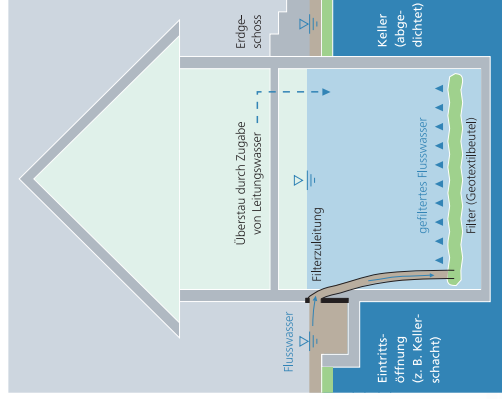 Erdge-
schoss
Keller
(abge-
dichtet)
Überstau durch Zugabe
von Leitungswasser
gefiltertes Flusswasser
Filter (Geotextilbeutel)
Filterzuleitung
Flusswasser
Eintritts-
öffnung
(z. B. Keller-
schacht)